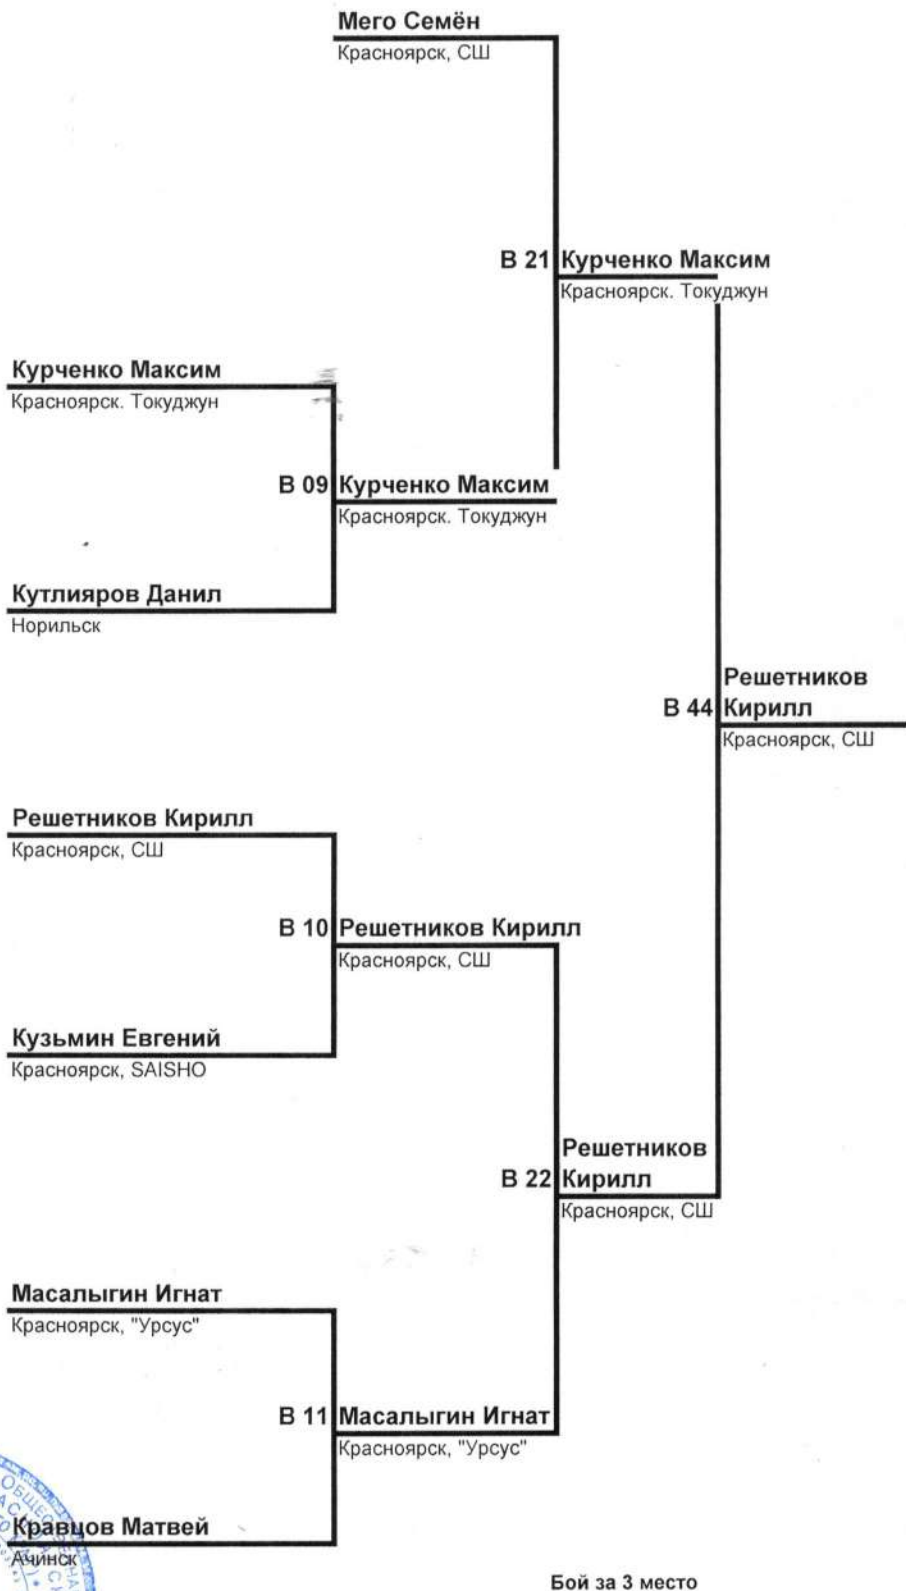 Мего Семён
Красноярск, СШ
В 21 Курченко Максим
Красноярск. Токуджун
Курченко Максим
Красноярск. Токуджун
В 09 Курченко Максим
Красноярск. Токуджун
Кутлияров Данил
Норильск
Решетников
В 44 Кирилл
Красноярск, СШ
Решетников Кирилл
Красноярск, СШ
В 10 Решетников Кирилл
Красноярск, СШ
Кузьмин Евгений
Красноярск, SAISHO
Решетников
В 22 Кирилл
Красноярск, СШ
Масалыгин Игнат
Красноярск, "Урсус"
В 11 Масалыгин Игнат
Красноярск, "Урсус"
Кравцов Матвей
Ачинск
Бой за 3 место